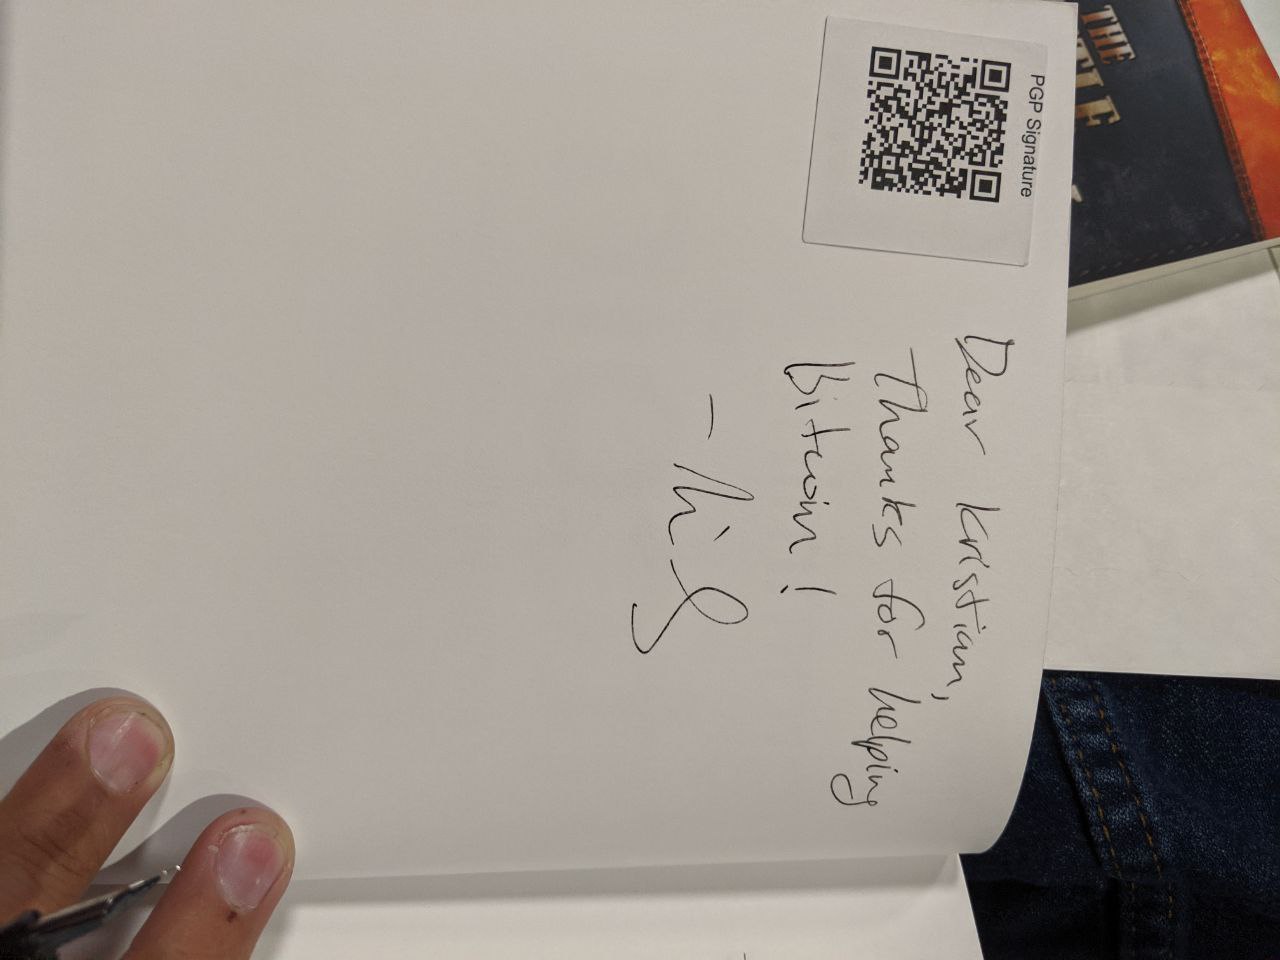 PGP Signature
Dear Kristian,
Thanks for helping
Bitcoin!
THE